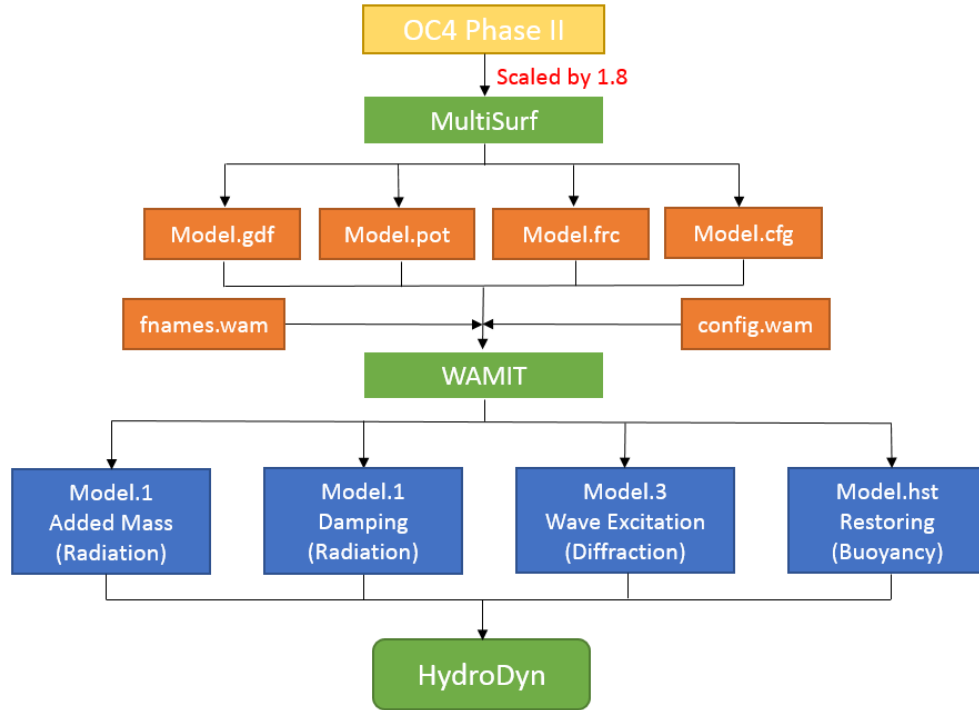 OC4 Phase II
Scaled by 1.8
MultiSurf
Model.gdf
Model.pot
Model.frc
Model.cfg
fnames.wam
config.wam
WAMIT
Model.1
Added Mass
(Radiation)
Model.1
Damping
(Radiation)
Model.3
Wave Excitation
(Diffraction)
Model.hst
Restoring
(Buoyancy)
HydroDyn